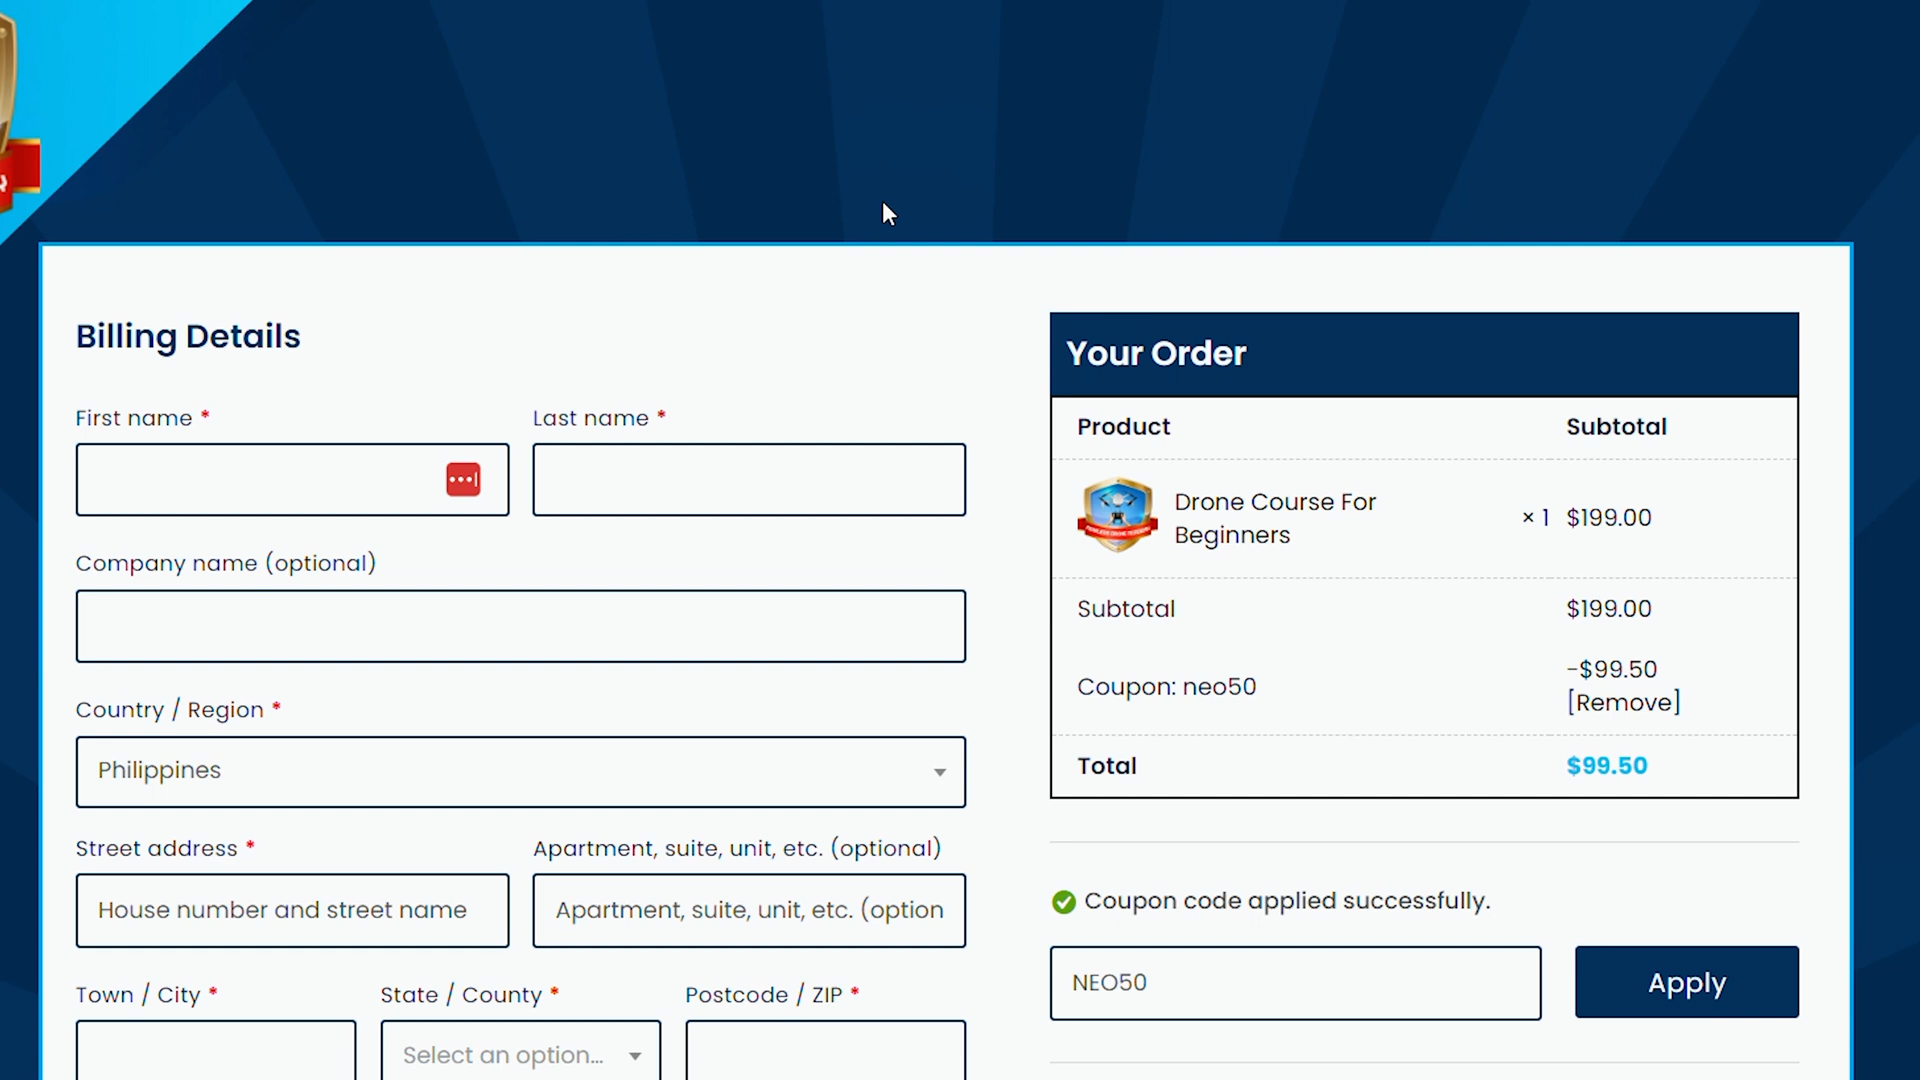 Billing Details
First name *
Last name *
Company name (optional)
Country / Region *
Philippines
Street address *
Apartment, suite, unit, etc. (optional)
House number and street name
Apartment, suite, unit, etc. (option
Town / City *
State / County *
Postcode / ZIP *
Select an option...
Your Order
Product
Subtotal
Drone Course For
Beginners
× 1
$199.00
Subtotal
$199.00
Coupon: neo50
-$99.50
[Remove]
Total
$99.50
Coupon code applied successfully.
NEO50
Apply